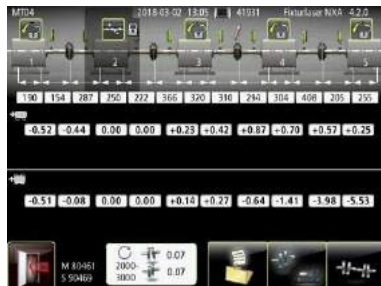 MT04 2018-03-02 13:05 41931 Fixturlaser NXA 4.2.0
1 2 3 4 5
190 154 287 250 222 366 320 310 294 304 408 205 255
-0.52 -0.44 0.00 0.00 +0.23 +0.42 +0.87 +0.70 +0.57 +0.25
-0.51 -0.08 0.00 0.00 +0.14 +0.27 -0.64 -1.41 -3.98 -5.53
M 80461
S 90469
2000-
3000
0.07
0.07